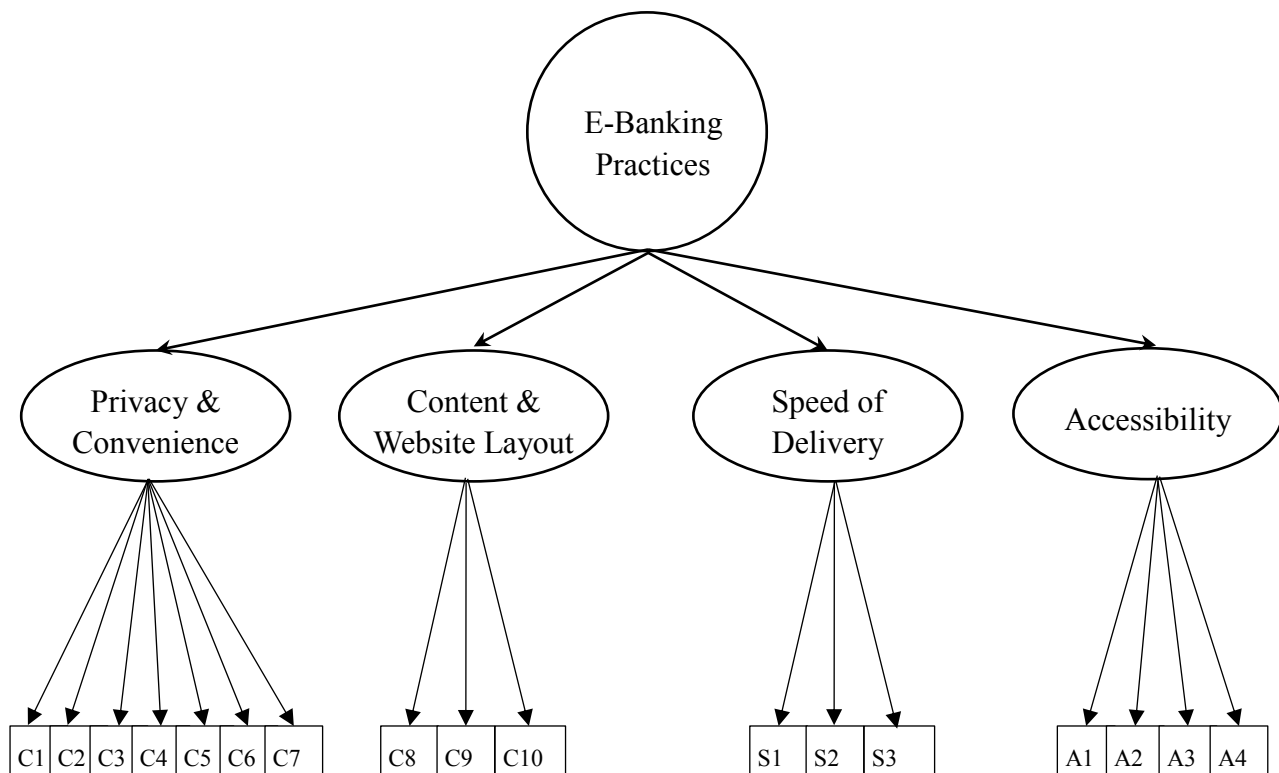 E-Banking
Practices
Privacy &
Convenience
Content &
Website Layout
Speed of
Delivery
Accessibility
C1 C2 C3 C4 C5 C6 C7 C8 C9 C10 S1 S2 S3 A1 A2 A3 A4